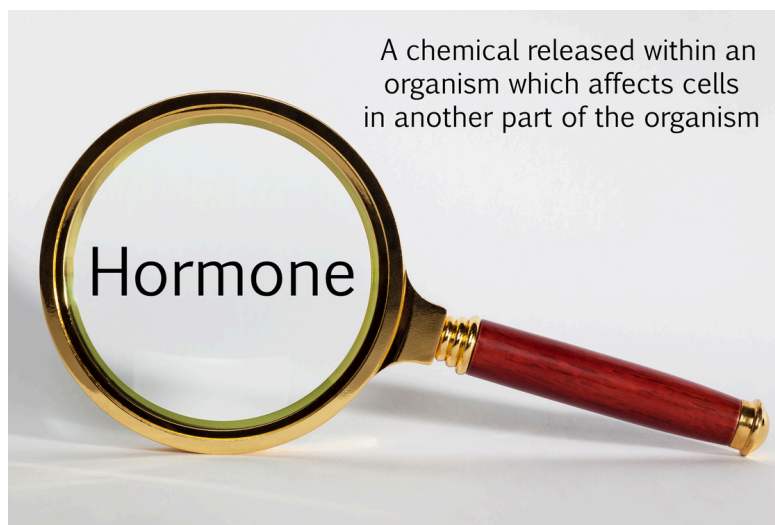 A chemical released within an
organism which affects cells
in another part of the organism
Hormone